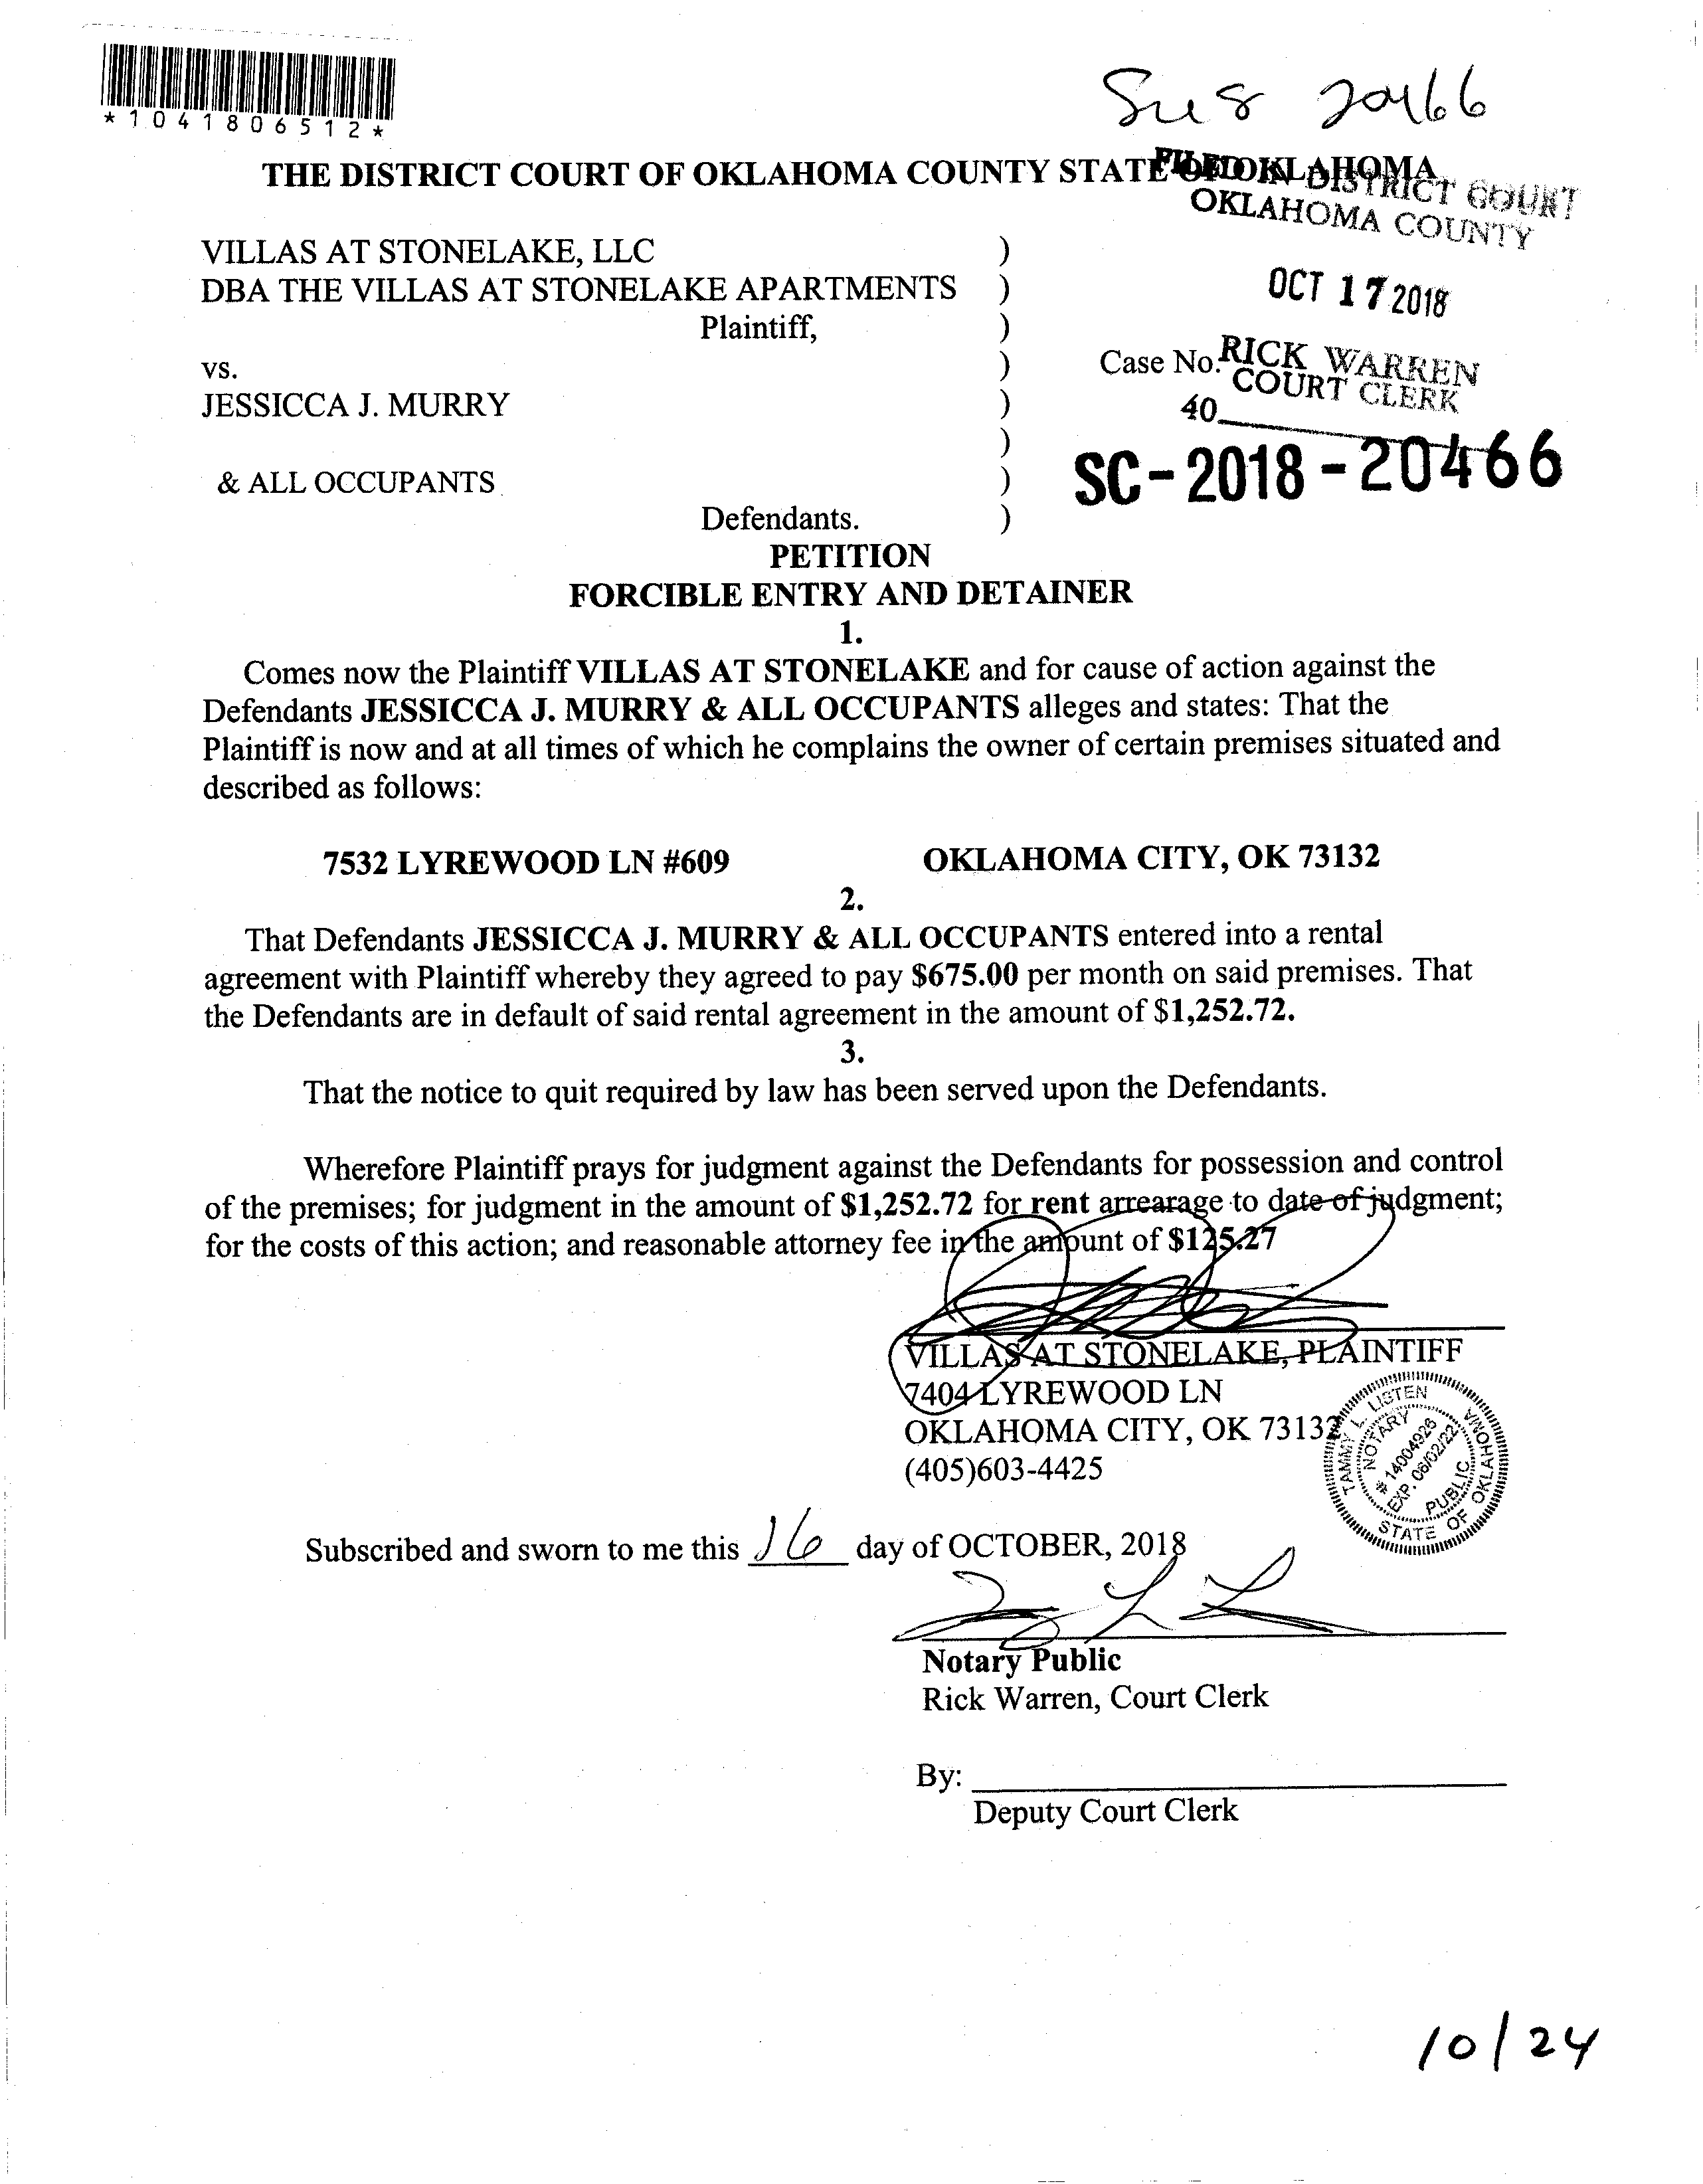 *1041806512*
20466
THE DISTRICT COURT OF OKLAHOMA COUNTY STATE OF OKLAHOMA
FILED IN DISTRICT COURT
OKLAHOMA COUNTY
VILLAS AT STONELAKE, LLC )
DBA THE VILLAS AT STONELAKE APARTMENTS )
OCT 17 2018
Plaintiff, )
vs. ) Case No.
RICK WARREN
COURT CLERK
JESSICCA J. MURRY )
40
)
SC-2018-20466
& ALL OCCUPANTS )
Defendants. )
PETITION
FORCIBLE ENTRY AND DETAINER
1.
Comes now the Plaintiff VILLAS AT STONELAKE and for cause of action against the
Defendants JESSICCA J. MURRY & ALL OCCUPANTS alleges and states: That the
Plaintiff is now and at all times of which he complains the owner of certain premises situated and
described as follows:
7532 LYREWOOD LN #609 OKLAHOMA CITY, OK 73132
2.
That Defendants JESSICCA J. MURRY & ALL OCCUPANTS entered into a rental
agreement with Plaintiff whereby they agreed to pay $675.00 per month on said premises. That
the Defendants are in default of said rental agreement in the amount of $1,252.72.
3.
That the notice to quit required by law has been served upon the Defendants.
Wherefore Plaintiff prays for judgment against the Defendants for possession and control
of the premises; for judgment in the amount of $1,252.72 for rent arrearage to date of judgment;
for the costs of this action; and reasonable attorney fee in the amount of $125.27
VILLAS AT STONELAKE, PLAINTIFF
7404 LYREWOOD LN
OKLAHOMA CITY, OK 73132
(405)603-4425
TAMMY L. LISTEN
NOTARY
# 14004926
EXP. 06/02/22
PUBLIC
STATE OF OKLAHOMA
Subscribed and sworn to me this 16 day of OCTOBER, 2018
Notary Public
Rick Warren, Court Clerk
By:
Deputy Court Clerk
10/24